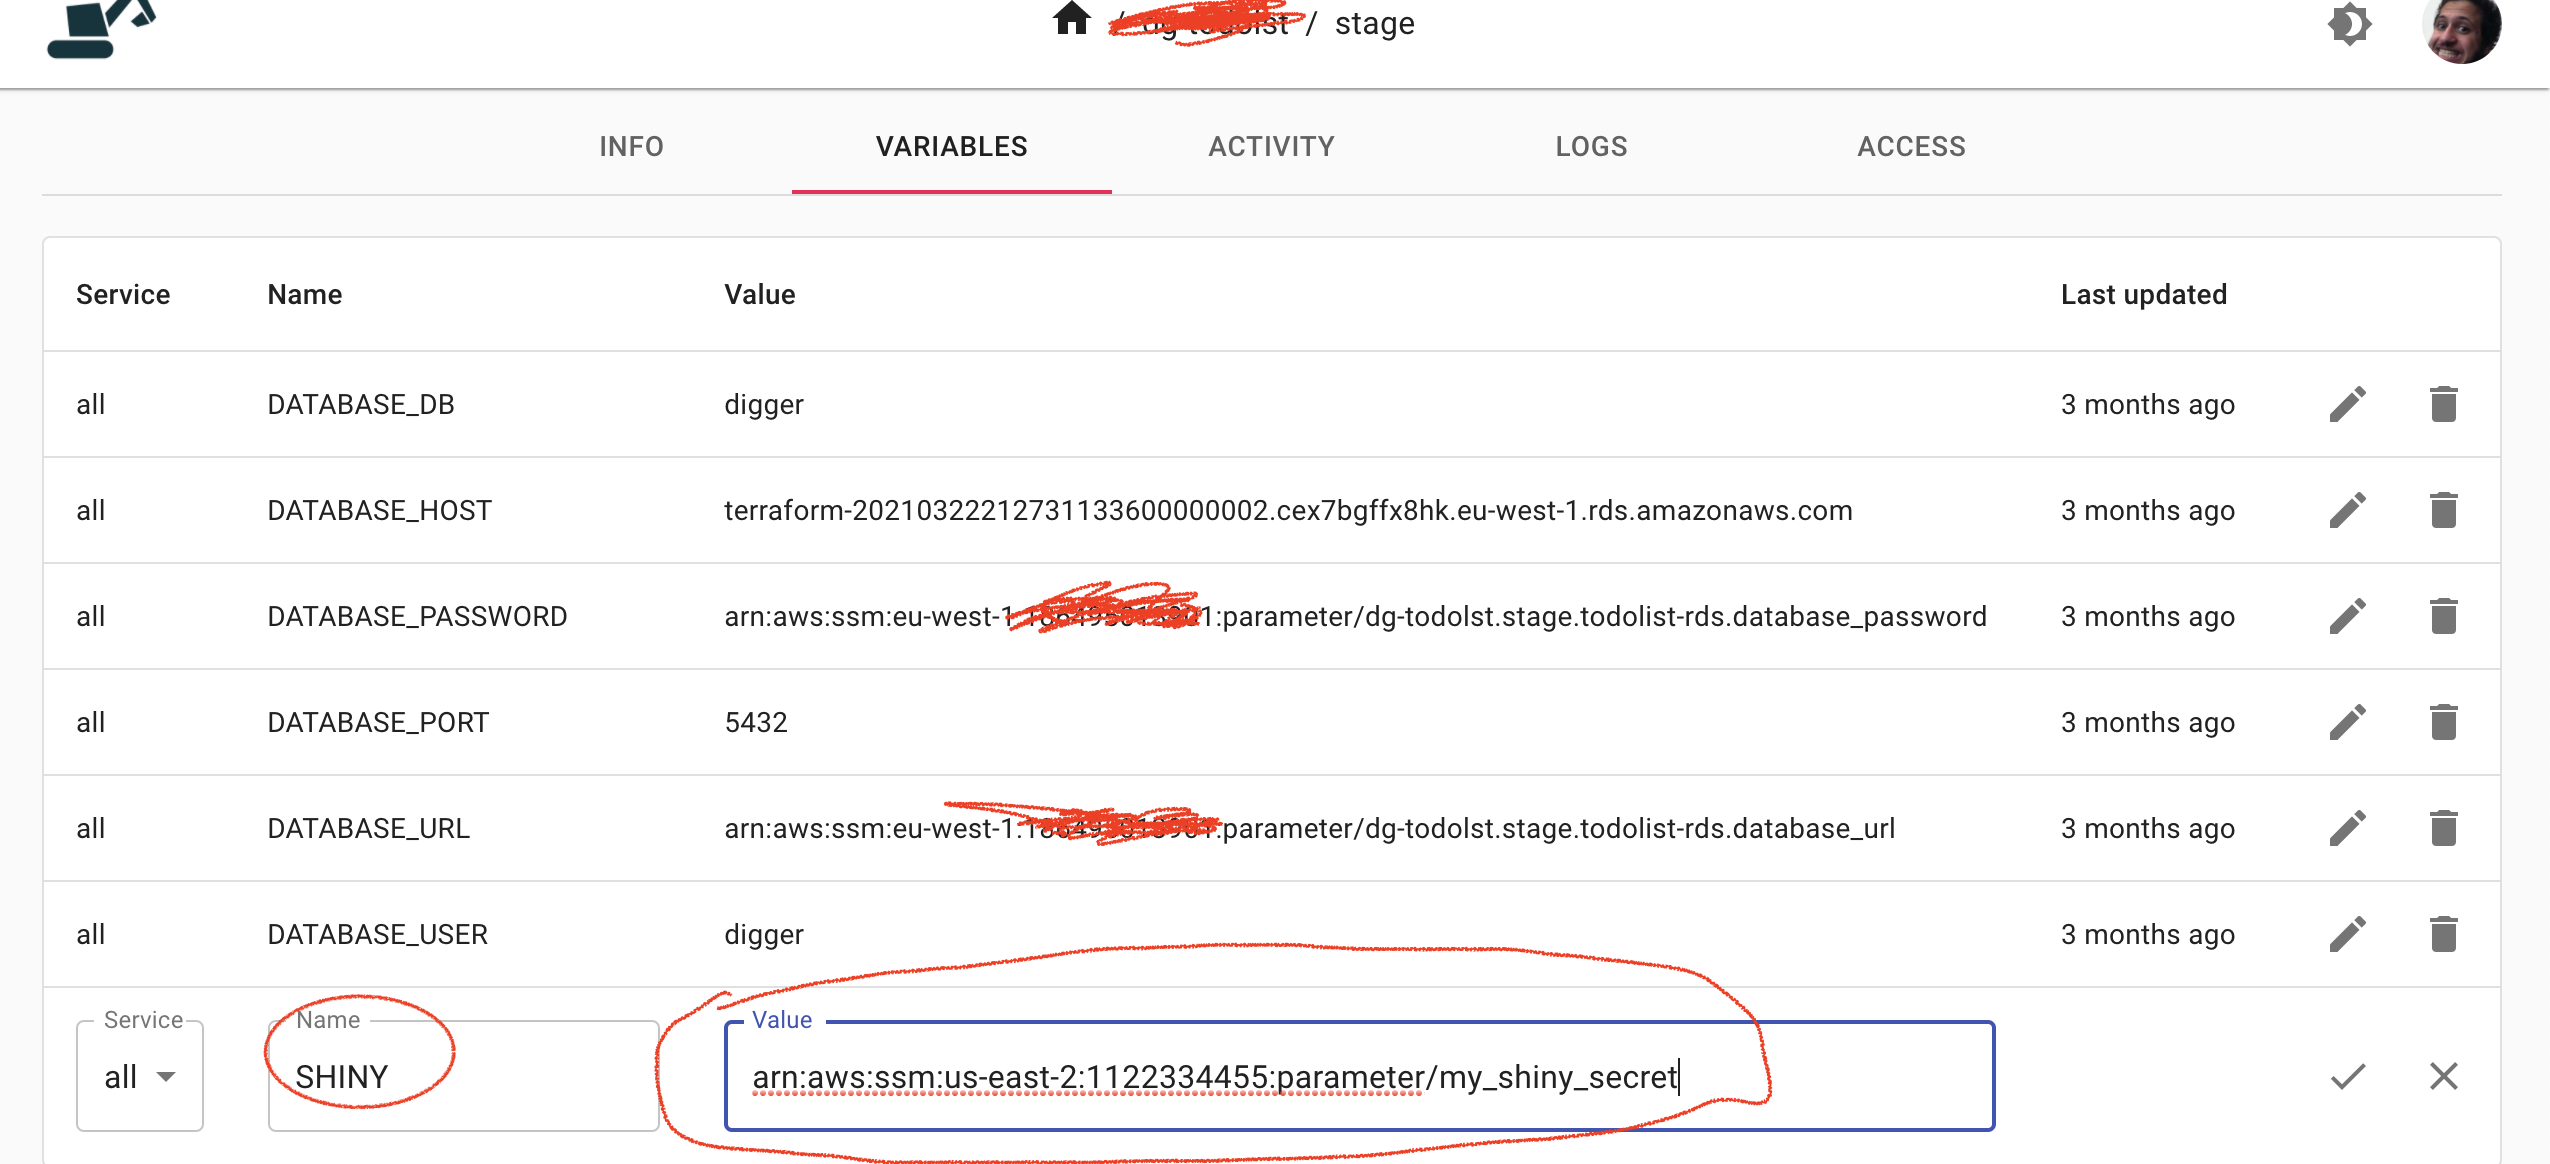 / dg-todolst / stage
INFO VARIABLES ACTIVITY LOGS ACCESS
Service Name Value Last updated
all DATABASE_DB digger 3 months ago
all DATABASE_HOST terraform-20210322212731133600000002.cex7bgffx8hk.eu-west-1.rds.amazonaws.com 3 months ago
all DATABASE_PASSWORD arn:aws:ssm:eu-west-1 :parameter/dg-todolst.stage.todolist-rds.database_password 3 months ago
all DATABASE_PORT 5432 3 months ago
all DATABASE_URL arn:aws:ssm:eu-west-1: :parameter/dg-todolst.stage.todolist-rds.database_url 3 months ago
all DATABASE_USER digger 3 months ago
Service Name Value
all SHINY arn:aws:ssm:us-east-2:1122334455:parameter/my_shiny_secret